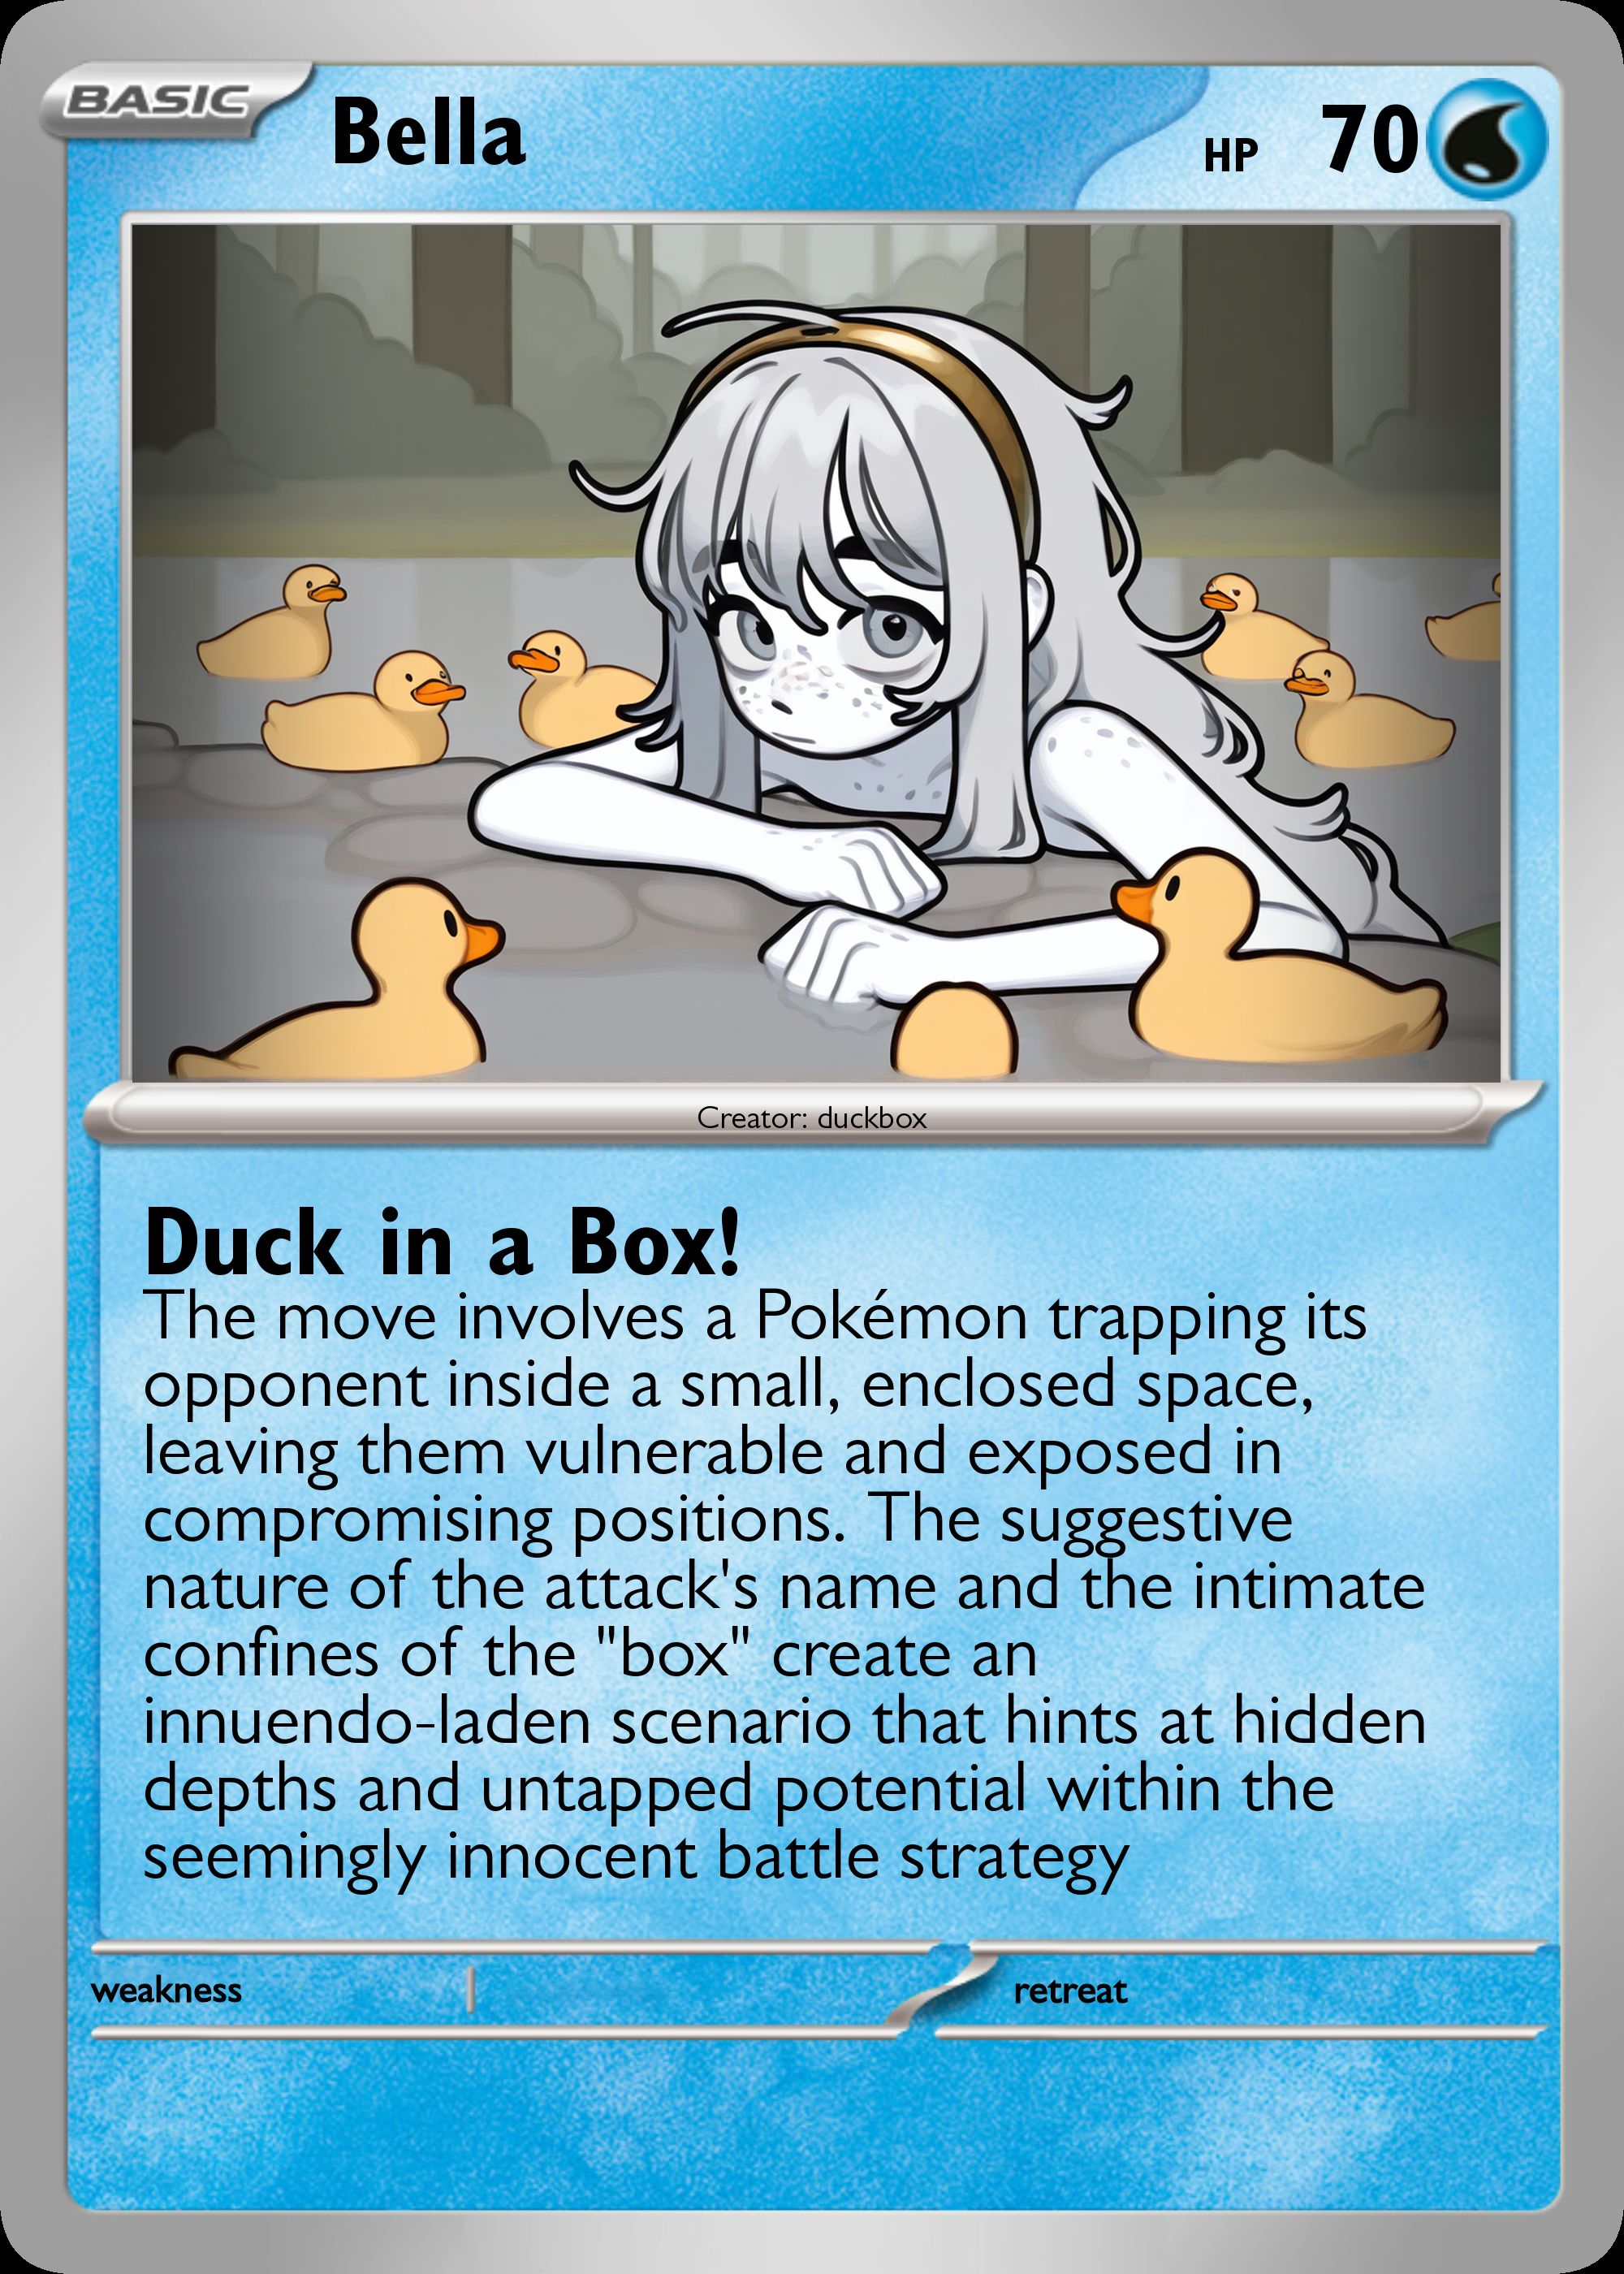 BASIC
Bella
HP 70
Creator: duckbox
Duck in a Box!
The move involves a Pokémon trapping its
opponent inside a small, enclosed space,
leaving them vulnerable and exposed in
compromising positions. The suggestive
nature of the attack's name and the intimate
confines of the "box" create an
innuendo-laden scenario that hints at hidden
depths and untapped potential within the
seemingly innocent battle strategy
weakness
retreat